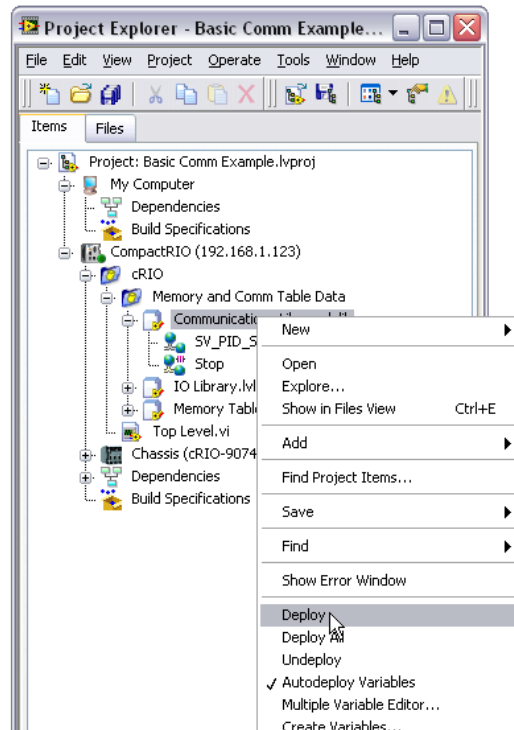 Project Explorer - Basic Comm Example...
File Edit View Project Operate Tools Window Help
Items Files
Project: Basic Comm Example.lvproj
My Computer
Dependencies
Build Specifications
CompactRIO (192.168.1.123)
cRIO
Memory and Comm Table Data
Communicatio
SV_PID_S
Stop
IO Library.lvl
Memory Tabl
Top Level.vi
Chassis (cRIO-9074
Dependencies
Build Specifications
New
Open
Explore...
Show in Files View Ctrl+E
Add
Find Project Items...
Save
Find
Show Error Window
Deploy
Deploy All
Undeploy
Autodeploy Variables
Multiple Variable Editor...
Create Variables...